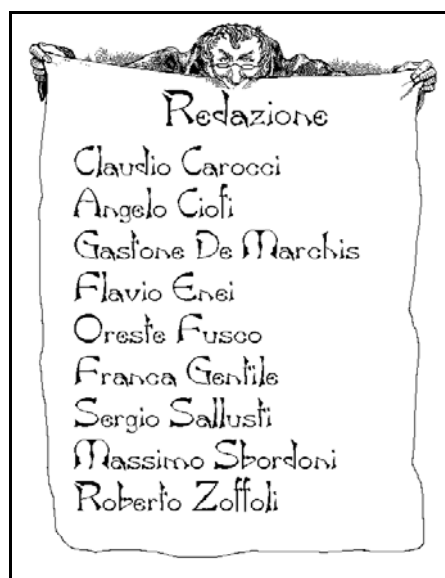 Redazione
Claudio Carocci
Angelo Ciofi
Gastone De Marchis
Flavio Enei
Oreste Fusco
Franca Gentile
Sergio Sallusti
Massimo Sbordoni
Roberto Zoffoli